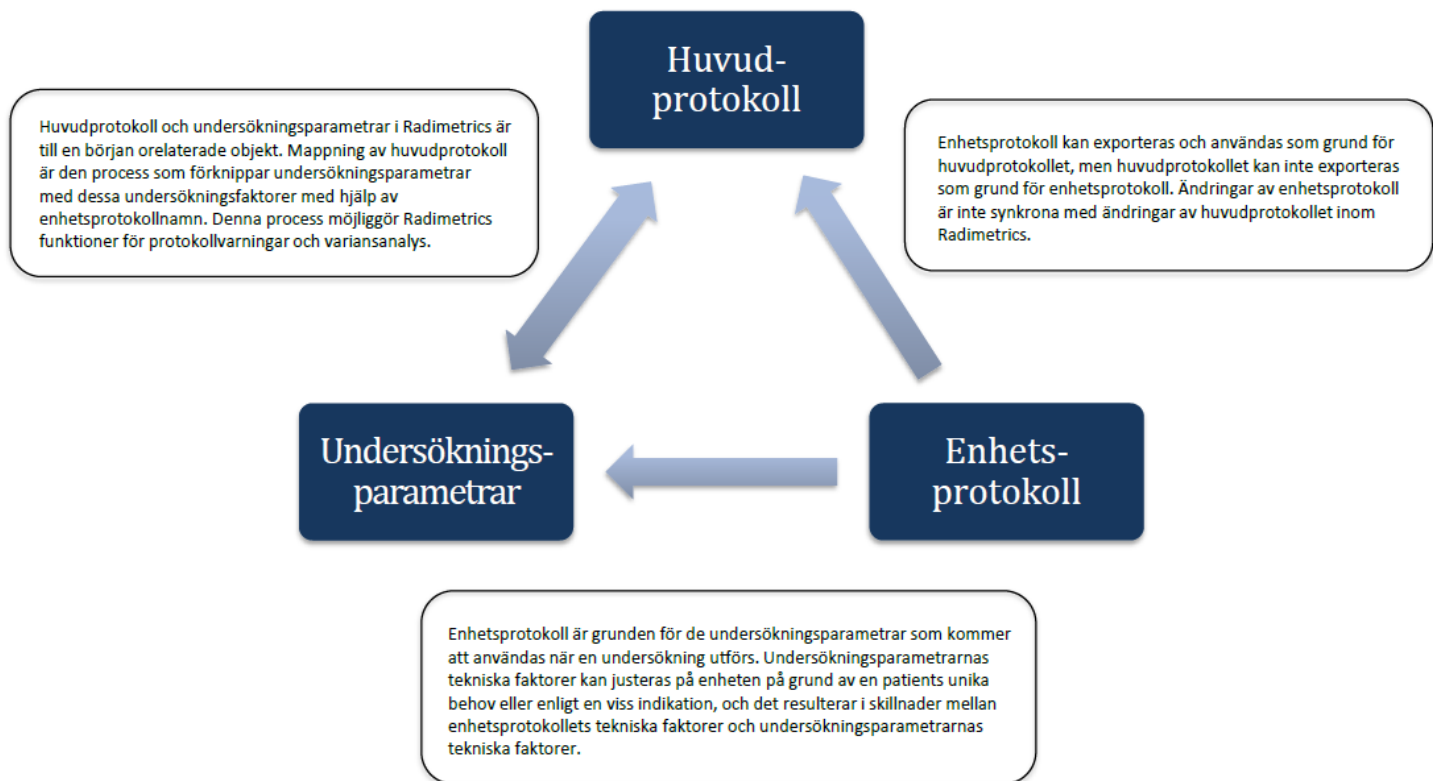 Huvud-
protokoll
Huvudprotokoll och undersökningsparametrar i Radimetrics är
till en början orelaterade objekt. Mappning av huvudprotokoll
är den process som förknippar undersökningsparametrar
med dessa undersökningsfaktorer med hjälp av
enhetsprotokollnamn. Denna process möjliggör Radimetrics
funktioner för protokollvarningar och variansanalys.
Enhetsprotokoll kan exporteras och användas som grund för
huvudprotokollet, men huvudprotokollet kan inte exporteras
som grund för enhetsprotokoll. Ändringar av enhetsprotokoll
är inte synkrona med ändringar av huvudprotokollet inom
Radimetrics.
Undersöknings-
parametrar
Enhets-
protokoll
Enhetsprotokoll är grunden för de undersökningsparametrar som kommer
att användas när en undersökning utförs. Undersökningsparametrarnas
tekniska faktorer kan justeras på enheten på grund av en patients unika
behov eller enligt en viss indikation, och det resulterar i skillnader mellan
enhetsprotokollets tekniska faktorer och undersökningsparametrarnas
tekniska faktorer.